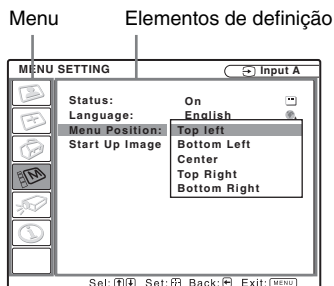 Menu Elementos de definição
MENU SETTING Input A
Status: On
Language: English
Menu Position: Top left
Start Up Image Bottom Left
Center
Top Right
Bottom Right
Sel: Set: Back: Exit: MENU